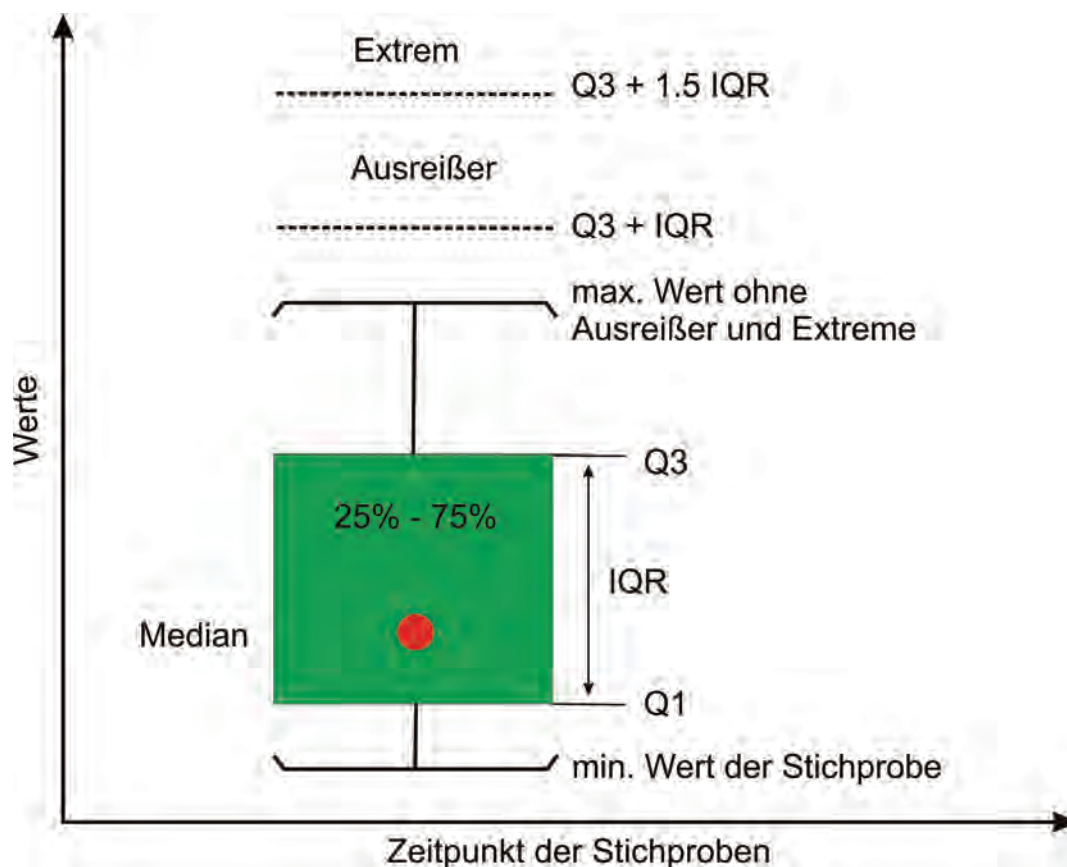 Extrem
Q3 + 1.5 IQR
Ausreißer
Q3 + IQR
max. Wert ohne
Ausreißer und Extreme
Werte
Q3
25% - 75%
IQR
Median
Q1
min. Wert der Stichprobe
Zeitpunkt der Stichproben